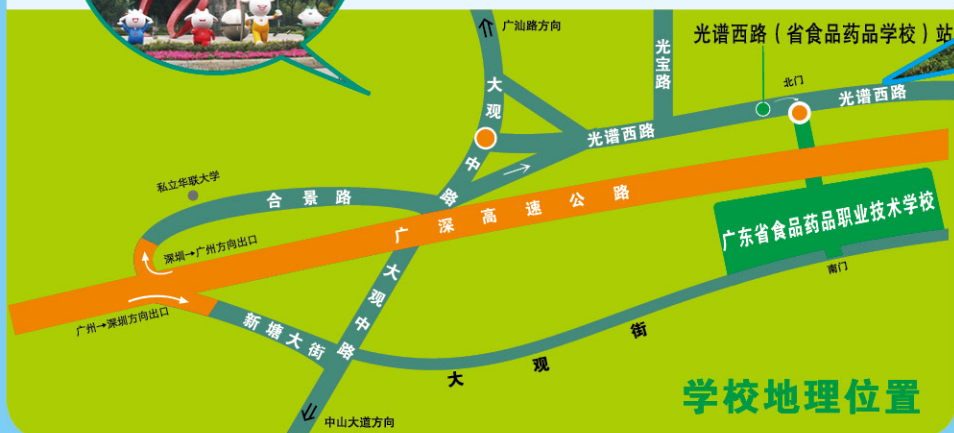 广汕路方向
大观中路
光宝路
光谱西路（省食品药品学校）站
北门
光谱西路
光谱西路
私立华联大学
合景路
广深高速公路
深圳→广州方向出口
广东省食品药品职业技术学校
南门
广州→深圳方向出口
新塘大街
大观中路
大观街
中山大道方向
学校地理位置